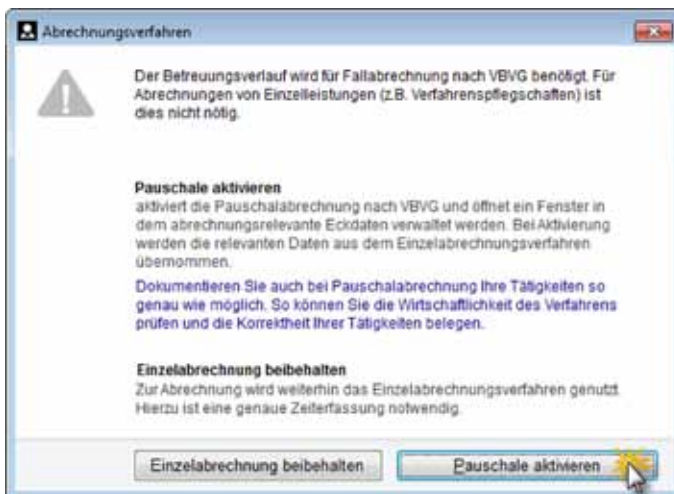 Abrechnungsverfahren
Der Betreuungsverlauf wird für Fallabrechnung nach VBVG benötigt. Für
Abrechnungen von Einzelleistungen (z.B. Verfahrenspflegschaften) ist
dies nicht nötig.
Pauschale aktivieren
aktiviert die Pauschalabrechnung nach VBVG und öffnet ein Fenster in
dem abrechnungsrelevante Eckdaten verwaltet werden. Bei Aktivierung
werden die relevanten Daten aus dem Einzelabrechnungsverfahren
übernommen.
Dokumentieren Sie auch bei Pauschalabrechnung Ihre Tätigkeiten so
genau wie möglich. So können Sie die Wirtschaftlichkeit des Verfahrens
prüfen und die Korrektheit Ihrer Tätigkeiten belegen.
Einzelabrechnung beibehalten
Zur Abrechnung wird weiterhin das Einzelabrechnungsverfahren genutzt.
Hierzu ist eine genaue Zeiterfassung notwendig.
Einzelabrechnung beibehalten
Pauschale aktivieren